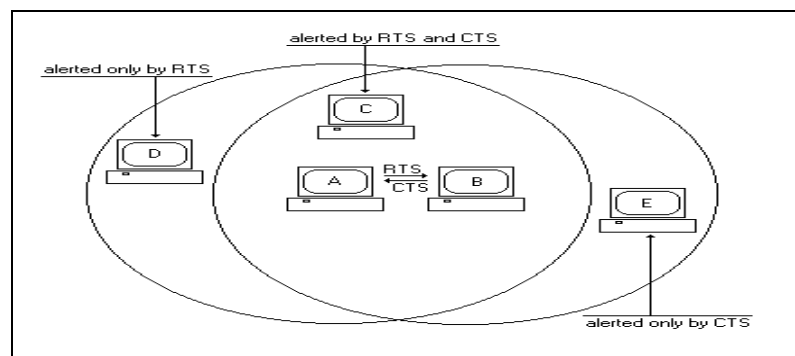 alerted by RTS and CTS
alerted only by RTS
C
D
RTS
A
B
CTS
E
alerted only by CTS